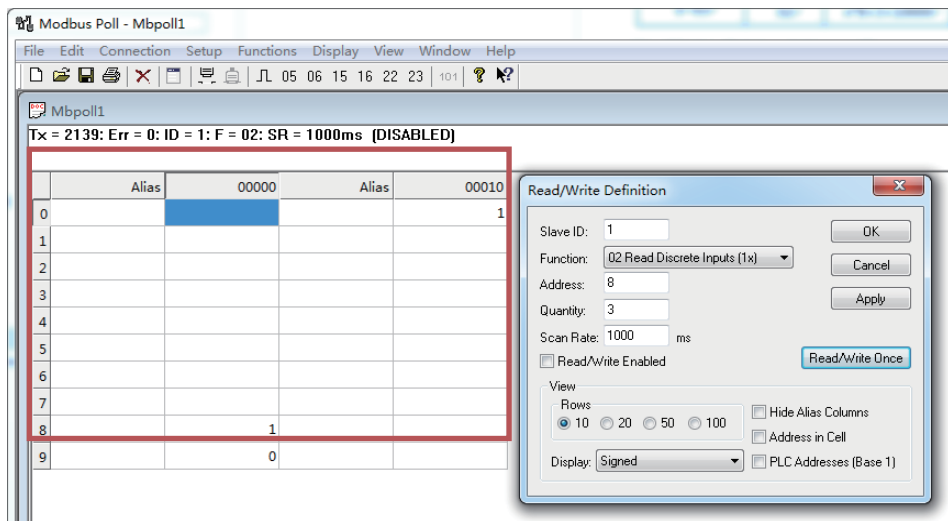 Modbus Poll - Mbpoll1
File Edit Connection Setup Functions Display View Window Help
05 06 15 16 22 23 101
Mbpoll1
Tx = 2139: Err = 0: ID = 1: F = 02: SR = 1000ms (DISABLED)
Alias 00000 Alias 00010
0 1
1
2
3
4
5
6
7
8 1
9 0
Read/Write Definition
Slave ID: 1 OK
Function: 02 Read Discrete Inputs (1x) Cancel
Address: 8 Apply
Quantity: 3
Scan Rate: 1000 ms
Read/Write Enabled Read/Write Once
View
Rows
10 20 50 100
Hide Alias Columns
Address in Cell
Display: Signed PLC Addresses (Base 1)